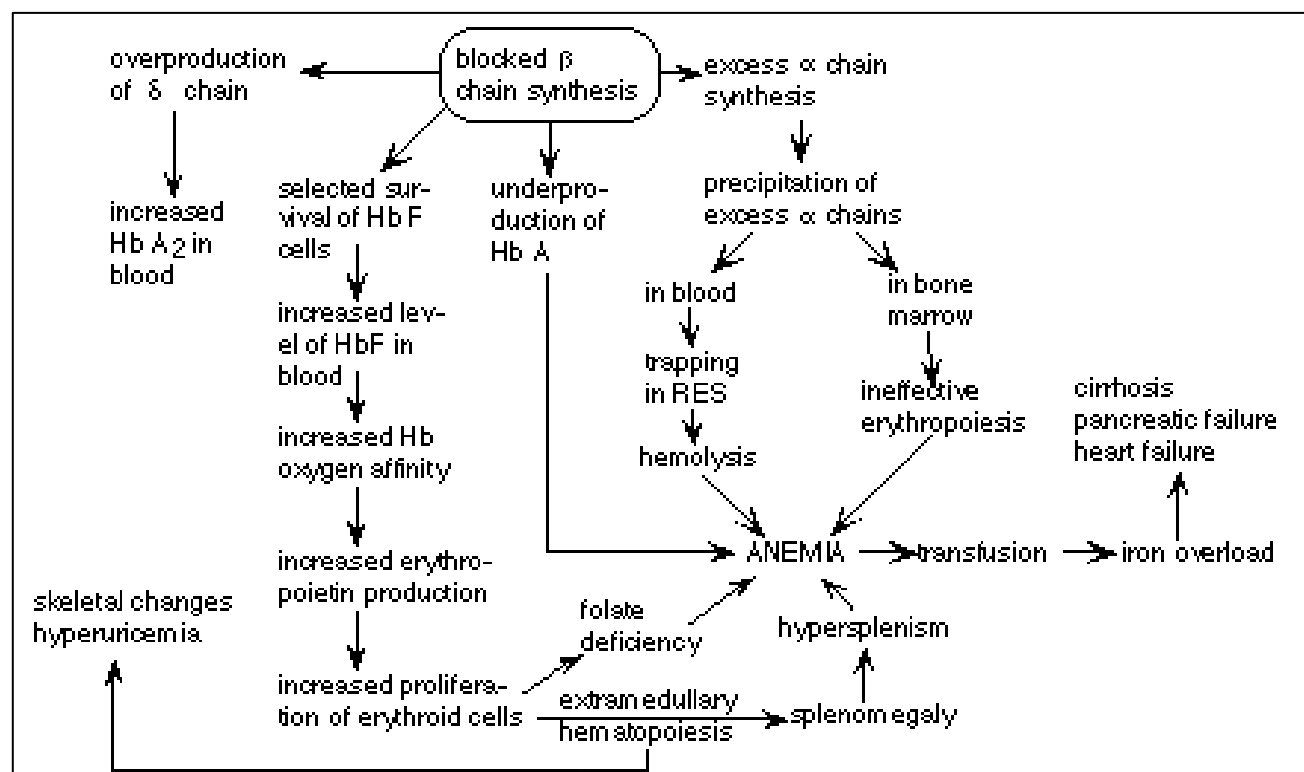 overproduction
of δ chain
blocked β
chain synthesis
excess α chain
synthesis
increased
Hb A2 in
blood
selected sur-
vival of Hb F
cells
underpro-
duction of
Hb A
precipitation of
excess α chains
increased lev-
el of HbF in
blood
in blood
in bone
marrow
trapping
in RES
ineffective
erythropoiesis
cirrhosis
pancreatic failure
heart failure
increased Hb
oxygen affinity
hemolysis
increased erythro-
poietin production
ANEMIA
transfusion
iron overload
skeletal changes
hyperuricemia
folate
deficiency
hypersplenism
increased prolifera-
tion of erythroid cells
extramedullary
hematopoiesis
splenomegaly